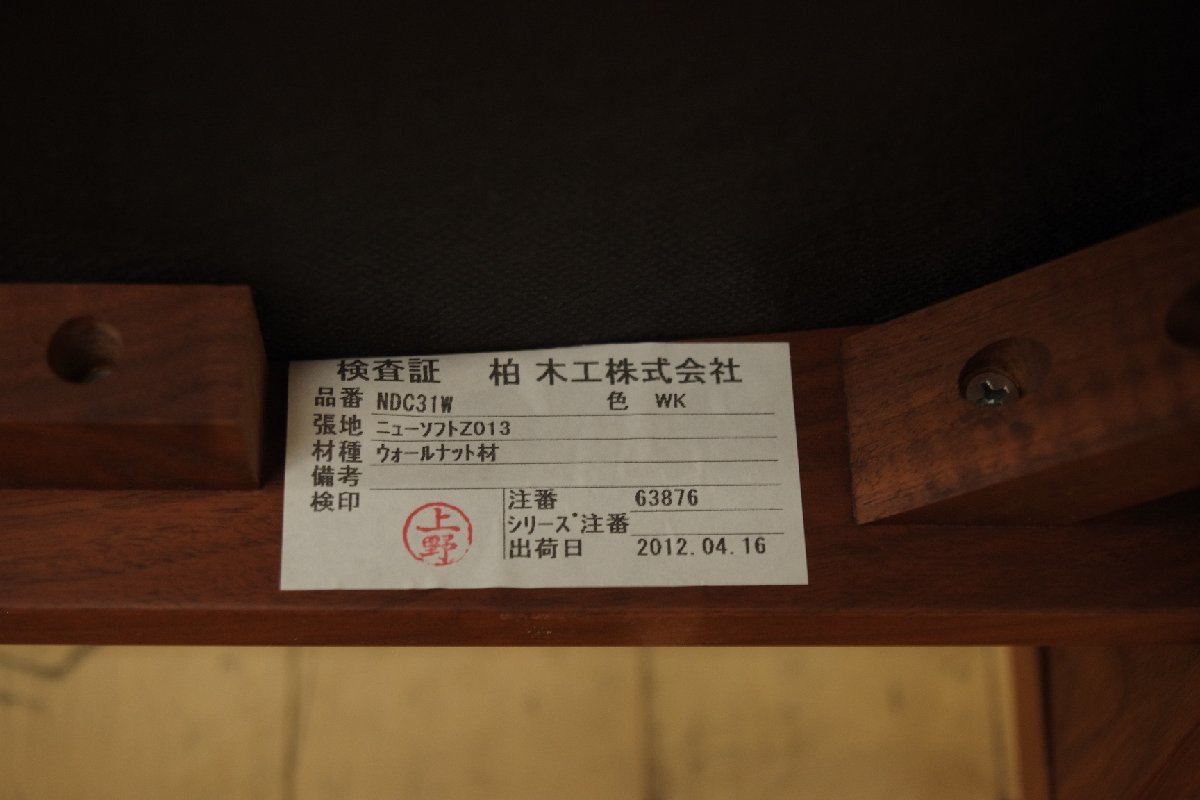 検査証 柏木工株式会社
品番 NDC31W 色 WK
張地 ニューソフトZ013
材種 ウォールナット材
備考
検印 上野
注番 63876
シリーズ注番
出荷日 2012.04.16